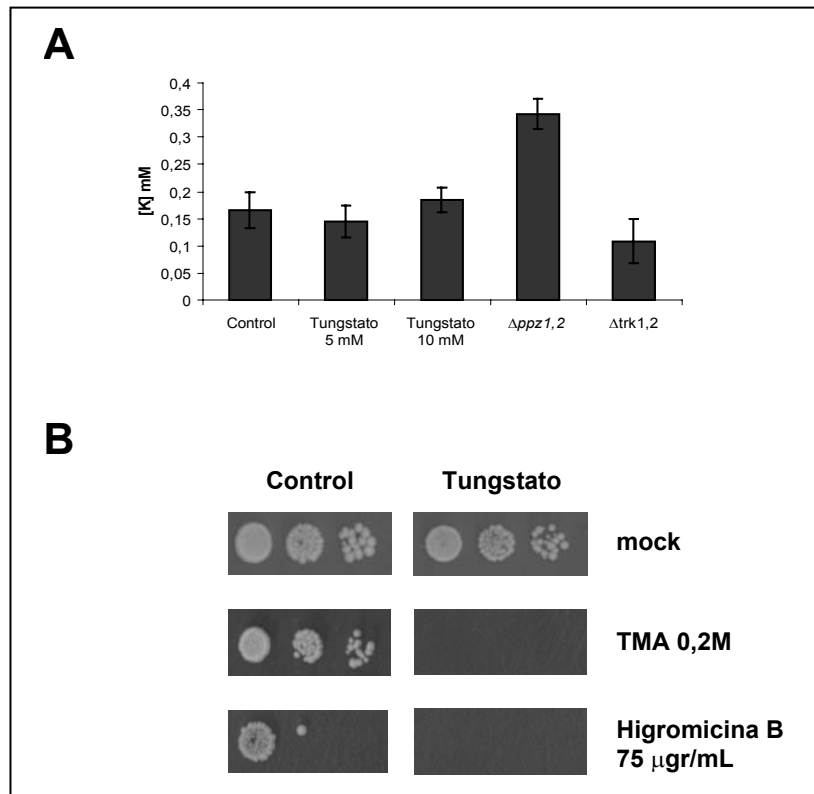 A
0,4
0,35
0,3
0,25
0,2
0,15
0,1
0,05
0
[K] mM
Control
Tungstato
5 mM
Tungstato
10 mM
Δppz1,2
Δtrk1,2
B
Control
Tungstato
mock
TMA 0,2M
Higromicina B
75 μgr/mL